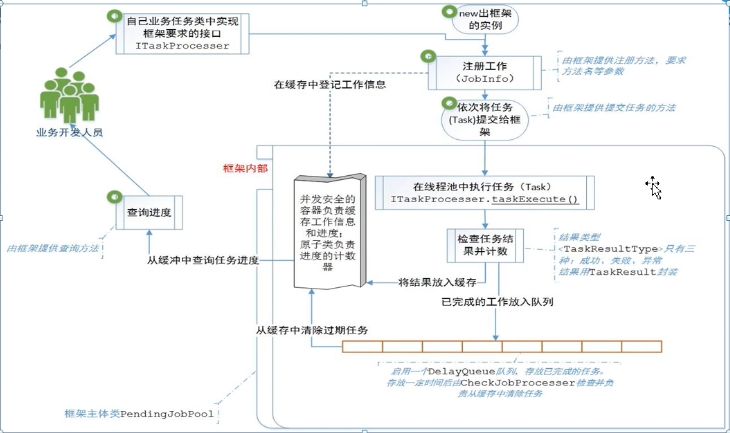 自己业务任务类中实现
框架要求的接口
ITaskProcesser
new出框架
的实例
注册工作
（JobInfo）
由框架提供注册方法，要求
方法名等参数
在缓存中登记工作信息
依次将任务
(Task)提交给框
架
由框架提供提交任务的方法
业务开发人员
框架内部
在线程池中执行任务（Task）
ITaskProcesser.taskExecute()
并发安全的
容器负责缓
存工作信息
和进度；
原子类负责
进度的计数
器
查询进度
检查任务结
果并计数
结果类型
<TaskResultType>只有三
种：成功、失败、异常
结果用TaskResult封装
由框架提供查询方法
从缓冲中查询任务进度
将结果放入缓存
已完成的工作放入队列
从缓存中清除过期任务
启用一个DelayQueue队列，存放已完成的任务。
存放一定时间后由CheckJobProcesser检查并负
责从缓存中清除任务
框架主体类PendingJobPool